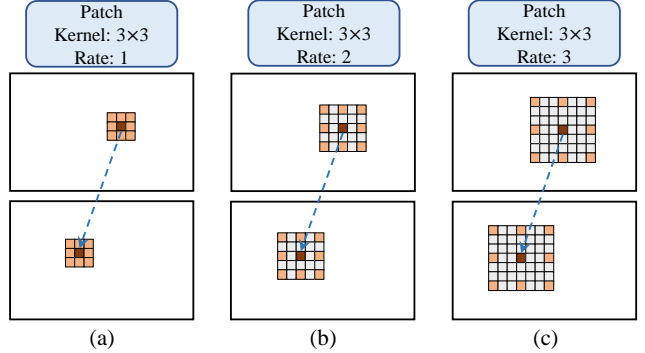 Patch
Kernel: 3×3
Rate: 1
Patch
Kernel: 3×3
Rate: 2
Patch
Kernel: 3×3
Rate: 3
(a)
(b)
(c)